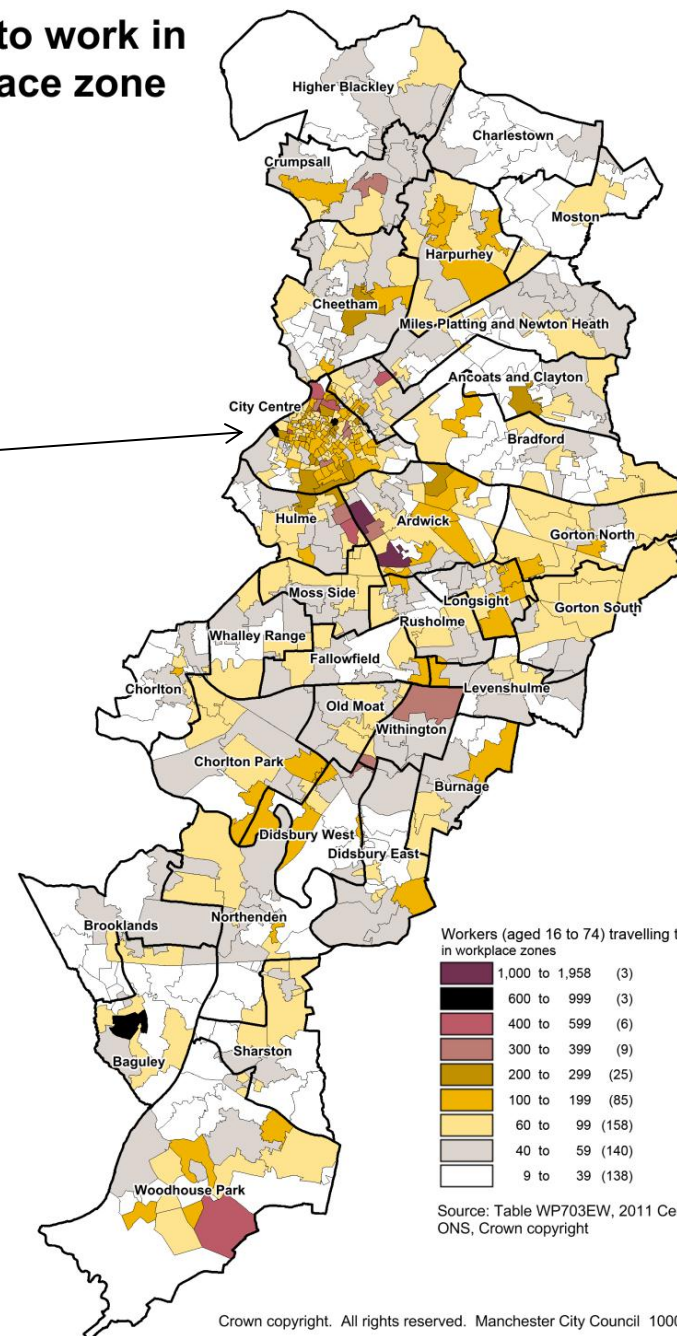 to work in
lace zone
Higher Blackley
Charlestown
Crumpsall
Moston
Harpurhey
Cheetham
Miles Platting and Newton Heath
Ancoats and Clayton
City Centre
Bradford
Hulme
Ardwick
Gorton North
Moss Side
Longsight
Gorton South
Rusholme
Whalley Range
Fallowfield
Chorlton
Levenshulme
Old Moat
Withington
Chorlton Park
Burnage
Didsbury West
Didsbury East
Brooklands
Northenden
Baguley
Sharston
Woodhouse Park
Workers (aged 16 to 74) travelling t
in workplace zones
1,000 to 1,958 (3)
600 to 999 (3)
400 to 599 (6)
300 to 399 (9)
200 to 299 (25)
100 to 199 (85)
60 to 99 (158)
40 to 59 (140)
9 to 39 (138)
Source: Table WP703EW, 2011 Ce
ONS, Crown copyright
Crown copyright. All rights reserved. Manchester City Council 1000